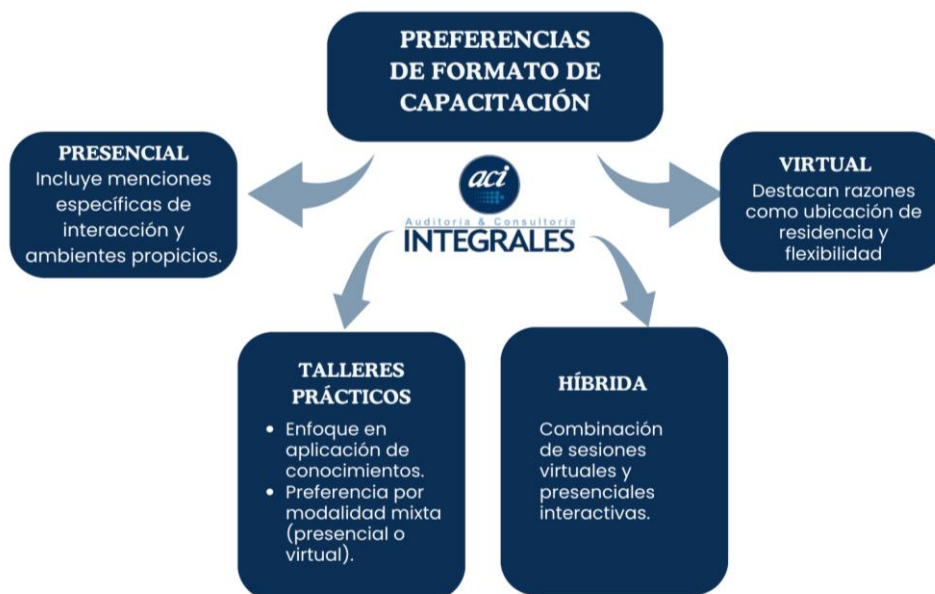 PREFERENCIAS
DE FORMATO DE
CAPACITACIÓN
PRESENCIAL
Incluye menciones
específicas de
interacción y
ambientes propicios.
aci
Auditoría & Consultoría
INTEGRALES
VIRTUAL
Destacan razones
como ubicación de
residencia y
flexibilidad
TALLERES
PRÁCTICOS
• Enfoque en
aplicación de
conocimientos.
• Preferencia por
modalidad mixta
(presencial o
virtual).
HÍBRIDA
Combinación
de sesiones
virtuales y
presenciales
interactivas.